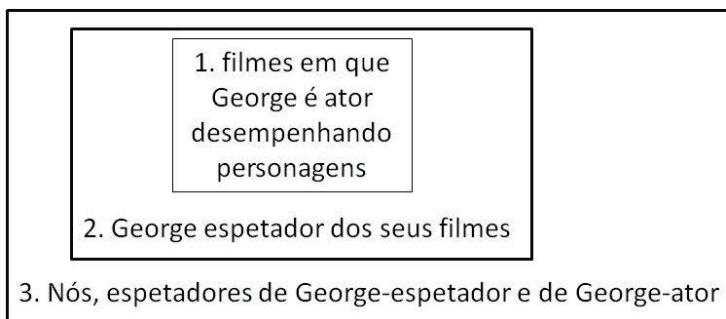 1. filmes em que
George é ator
desempenhando
personagens
2. George espetador dos seus filmes
3. Nós, espetadores de George-espetador e de George-ator